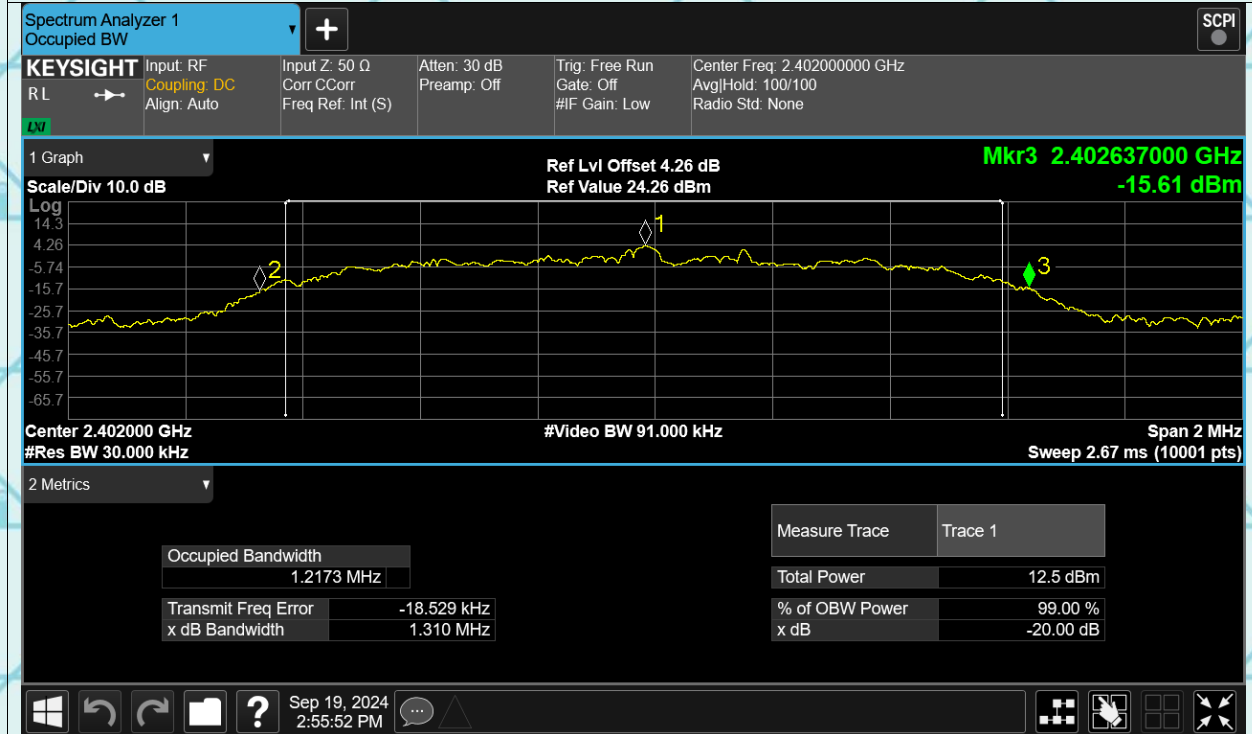 Spectrum Analyzer 1
Occupied BW
+
SCPI
KEYSIGHT
R L
LXI
Input: RF
Coupling: DC
Align: Auto
Input Z: 50 Ω
Corr CCorr
Freq Ref: Int (S)
Atten: 30 dB
Preamp: Off
Trig: Free Run
Gate: Off
#IF Gain: Low
Center Freq: 2.402000000 GHz
Avg|Hold: 100/100
Radio Std: None
1 Graph
Scale/Div 10.0 dB
Ref Lvl Offset 4.26 dB
Ref Value 24.26 dBm
Mkr3 2.402637000 GHz
-15.61 dBm
Log
14.3
4.26
-5.74
-15.7
-25.7
-35.7
-45.7
-55.7
-65.7
1
2
3
Center 2.402000 GHz
#Video BW 91.000 kHz
Span 2 MHz
#Res BW 30.000 kHz
Sweep 2.67 ms (10001 pts)
2 Metrics
Occupied Bandwidth
1.2173 MHz
Transmit Freq Error -18.529 kHz
x dB Bandwidth 1.310 MHz
Measure Trace Trace 1
Total Power 12.5 dBm
% of OBW Power 99.00 %
x dB -20.00 dB
?
Sep 19, 2024
2:55:52 PM